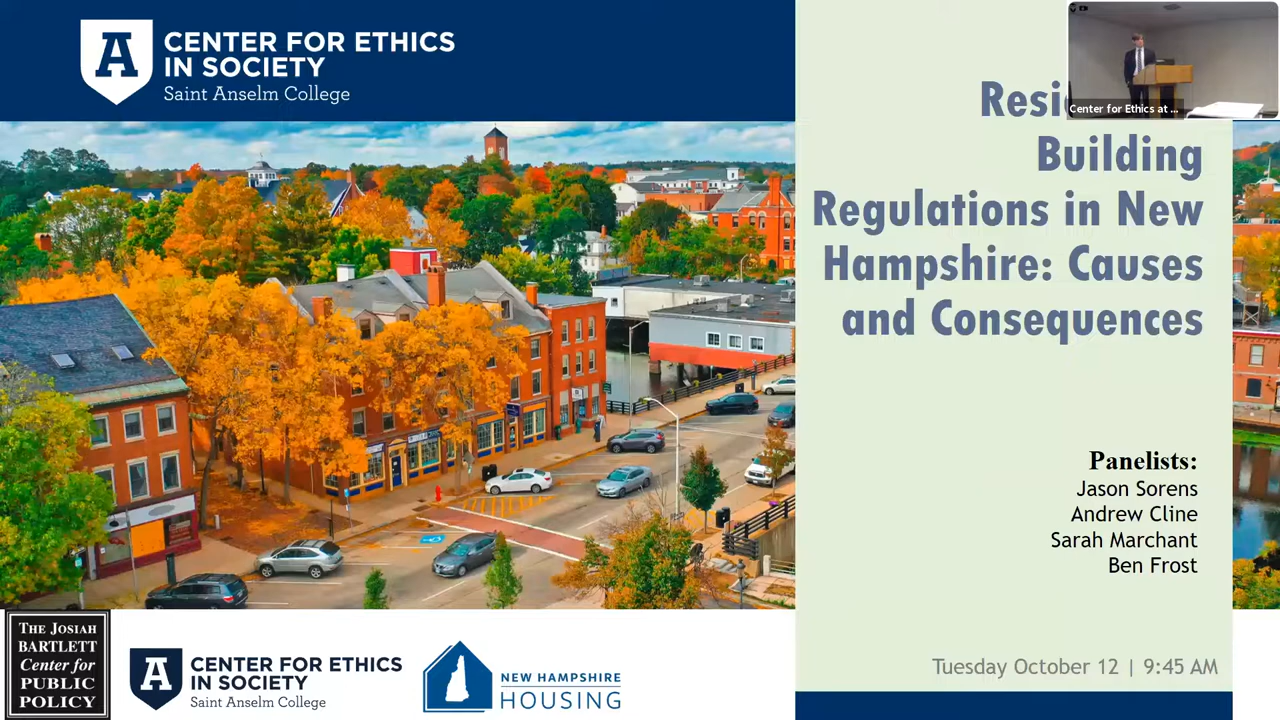 CENTER FOR ETHICS
IN SOCIETY
Saint Anselm College
Center for Ethics at ...
Building
Regulations in New
Hampshire: Causes
and Consequences
Panelists:
Jason Sorens
Andrew Cline
Sarah Marchant
Ben Frost
Tuesday October 12 | 9:45 AM
THE JOSIAH
BARTLETT
Center for
PUBLIC
POLICY
CENTER FOR ETHICS
IN SOCIETY
Saint Anselm College
NEW HAMPSHIRE
HOUSING